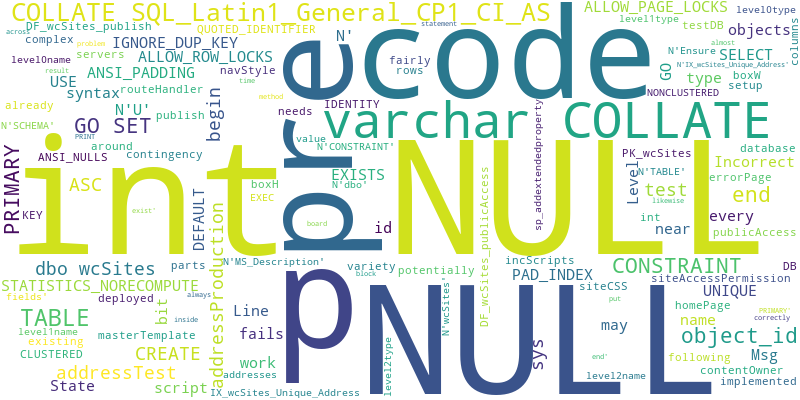 COLLATE SQL_Latin1_General_CP1_CI_AS
across
DF_wcSites_publish
QUOTED_IDENTIFIER
N'
statement
ALLOW_PAGE_LOCKS
level1type
level0type
complex
IGNORE_DUP_KEY
testDB
objects
servers
problem
ALLOW_ROW_LOCKS
code
fairly
almost
SELECT
columns
level0name
ANSI_PADDING
navStyle
rows
N'Ensure
result
time
GO
N'IX_wcSites_Unique_Address'
USE
routeHandler
type
boxW
syntax
method
setup
NONCLUSTERED
already
N'U'
publish
begin
needs
IDENTITY
varchar
COLLATE
N'SCHEMA'
GO SET
PRINT
value
sp_addextendedproperty
around
N'CONSTRAINT'
database
PRIMARY
ANSI_NULLS
contingency
PK_wcSites
Incorrect
int
NULL
EXISTS
N'TABLE'
errorPage
ASC
boxH
N'dbo'
Level
test
end
KEY
DEFAULT
EXEC
likewise
exist'
pre
id
int
every
board
near
publicAccess
addressProduction
dbo wcSites
parts
N'MS_Description'
variety
incScripts
CONSTRAINT
DB
STATISTICS_NORECOMPUTE
block
potentially
PAD_INDEX
siteAccessPermission
fields'
deployed
always
p
NULL
DF_wcSites_publicAccess
siteCSS
UNIQUE
TABLE
bit
Line
inside
N'wcSites'
put
homePage
PRIMARY'
level1name
masterTemplate
fails
may
name
correctly
existing
CREATE
sys
object_id
CLUSTERED
addressTest
work
level2type
end'
following
Msg
contentOwner
State
script
addresses
IX_wcSites_Unique_Address
level2name
implemented